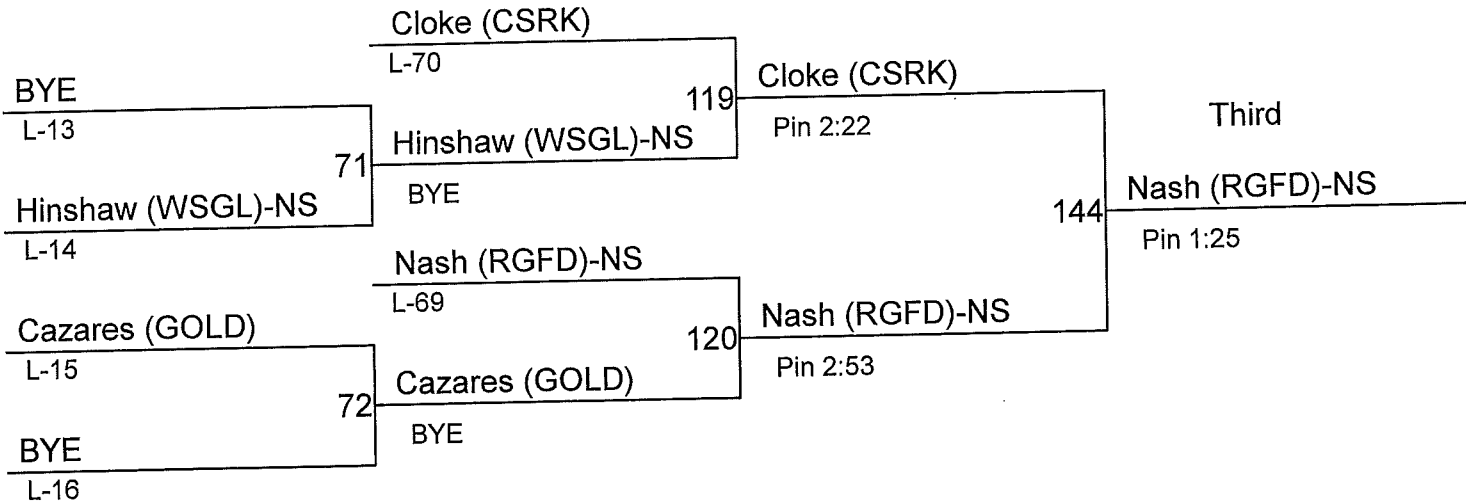 Cloke (CSRK)
L-70
BYE
L-13
119
Cloke (CSRK)
Pin 2:22
Third
71
Hinshaw (WSGL)-NS
BYE
Hinshaw (WSGL)-NS
L-14
144
Nash (RGFD)-NS
Pin 1:25
Nash (RGFD)-NS
L-69
Cazares (GOLD)
L-15
120
Nash (RGFD)-NS
Pin 2:53
72
Cazares (GOLD)
BYE
BYE
L-16